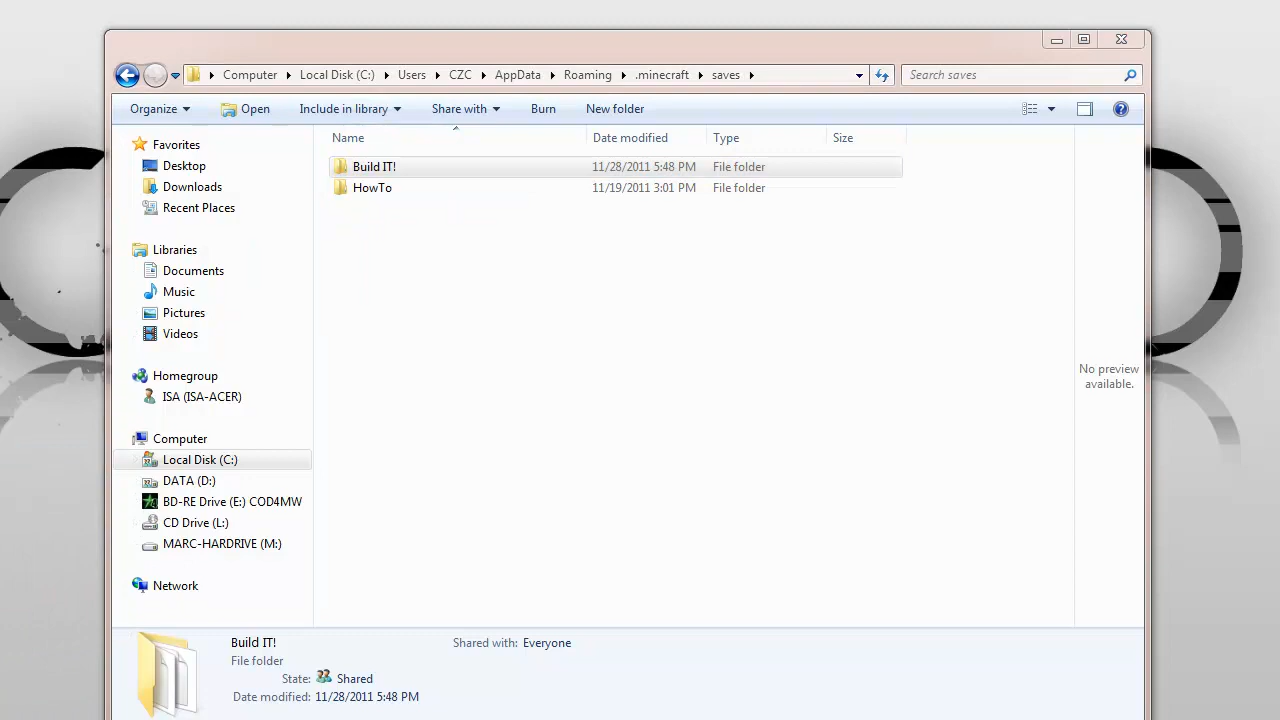 Computer Local Disk (C:) Users CZC AppData Roaming .minecraft saves
Search saves
Organize Open Include in library Share with Burn New folder
Name Date modified Type Size
Build IT! 11/28/2011 5:48 PM File folder
HowTo 11/19/2011 3:01 PM File folder
Favorites
Desktop
Downloads
Recent Places
Libraries
Documents
Music
Pictures
Videos
Homegroup
ISA (ISA-ACER)
Computer
Local Disk (C:)
DATA (D:)
BD-RE Drive (E:) COD4MW
CD Drive (L:)
MARC-HARDRIVE (M:)
Network
No preview
available.
Build IT!
Shared with: Everyone
File folder
State: Shared
Date modified: 11/28/2011 5:48 PM